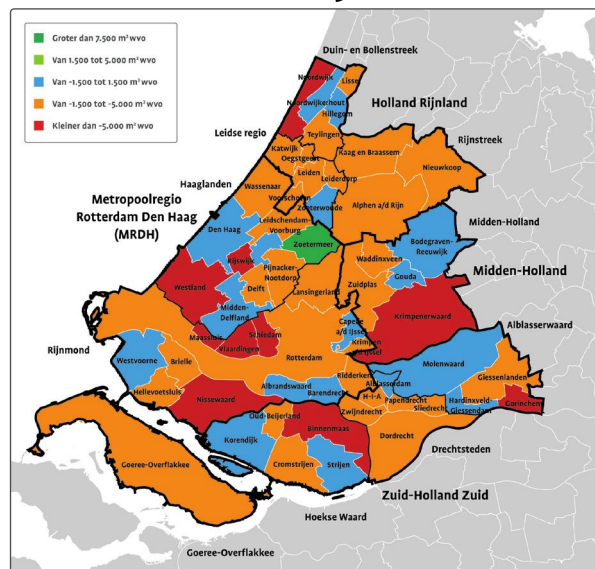 Groter dan 7.500 m² wvo
Van 1.500 tot 5.000 m² wvo
Van -1.500 tot 1.500 m² wvo
Van -1.500 tot -5.000 m² wvo
Kleiner dan -5.000 m² wvo
Duin- en Bollenstreek
Noordwijk
Lisse
Noordwijkerhout
Hillegom
Holland Rijnland
Teylingen
Leidse regio
Rijnstreek
Katwijk
Oegstgeest
Kaag en Braassem
Nieuwkoop
Leiden
Leiderdorp
Haaglanden
Wassenaar
Voorschoten
Zoeterwoude
Alphen a/d Rijn
Metropoolregio
Rotterdam Den Haag
(MRDH)
Leidschendam-
Voorburg
Den Haag
Zoetermeer
Midden-Holland
Bodegraven-
Reeuwijk
Waddinxveen
Rijswijk
Pijnacker-
Nootdorp
Gouda
Midden-Holland
Zuidplas
Westland
Delft
Lansingerland
Midden-
Delfland
Krimpenerwaard
Capelle
a/d IJssel
Alblasserwaard
Maassluis
Schiedam
Vlaardingen
Krimpen
a/d IJssel
Rijnmond
Westvoorne
Brielle
Rotterdam
Molenwaard
Ridderkerk
Giessenlanden
Alblasserdam
Hellevoetsluis
Albrandswaard
Barendrecht
H-I-A
Papendrecht
Hardinxveld
Giessendam
Gorinchem
Nissewaard
Zwijndrecht
Sliedrecht
Oud-Beijerland
Binnenmaas
Korendijk
Dordrecht
Drechtsteden
Goeree-Overflakkee
Cromstrijen
Strijen
Zuid-Holland Zuid
Hoekse Waard
Goeree-Overflakkee